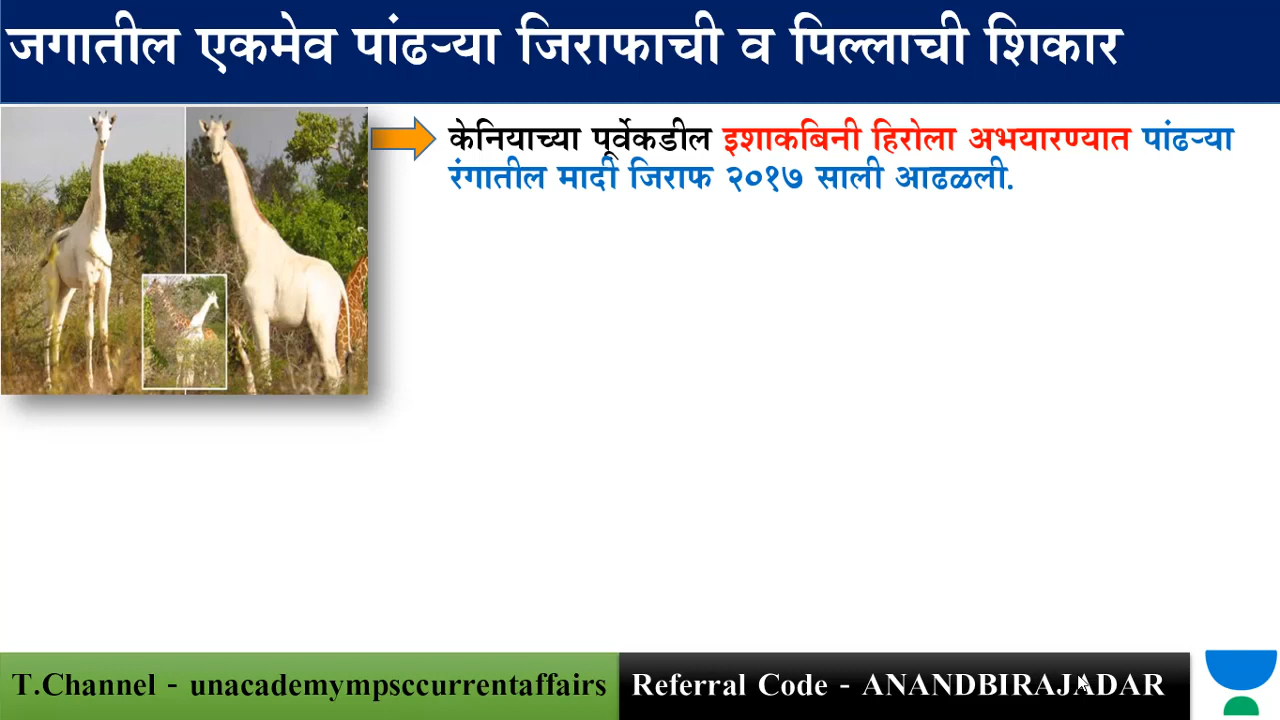 जगातील एकमेव पांढऱ्या जिराफाची व पिल्लाची शिकार
केनियाच्या पूर्वेकडील इशाकबिनी हिरोला अभयारण्यात पांढऱ्या
रंगातील मादी जिराफ २०१७ साली आढळली.
T.Channel - unacademympsccurrentaffairs
Referral Code - ANANDBIRAJADAR